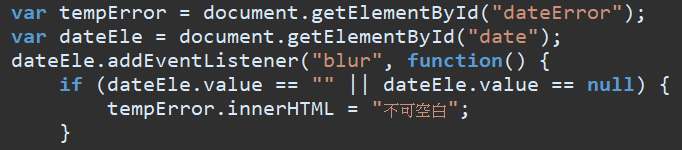 var tempError = document.getElementById("dateError");
var dateEle = document.getElementById("date");
dateEle.addEventListener("blur", function() {
    if (dateEle.value == "" || dateEle.value == null) {
        tempError.innerHTML = "不可空白";
    }